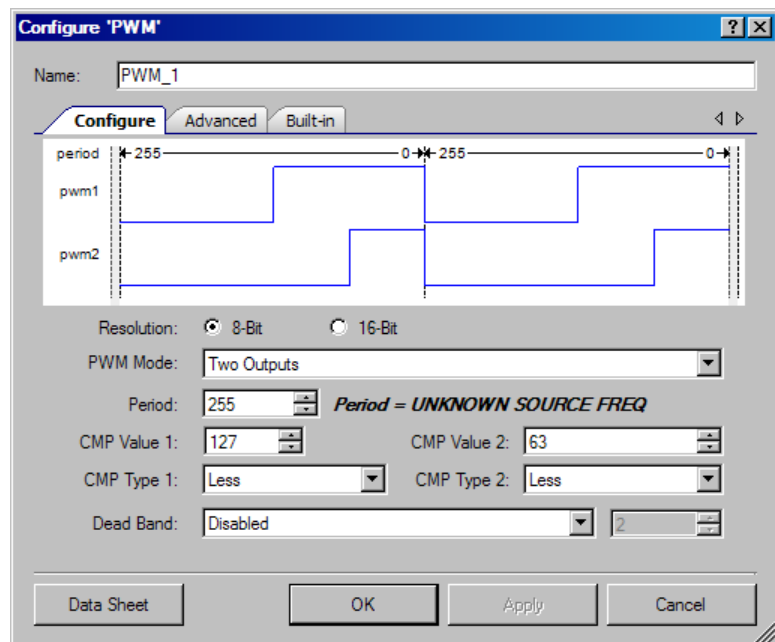 Configure 'PWM'
Name: PWM_1
Configure Advanced Built-in
period 255 0 255 0
pwm1
pwm2
Resolution: 8-Bit 16-Bit
PWM Mode: Two Outputs
Period: 255 Period = UNKNOWN SOURCE FREQ
CMP Value 1: 127 CMP Value 2: 63
CMP Type 1: Less CMP Type 2: Less
Dead Band: Disabled 2
Data Sheet OK Apply Cancel